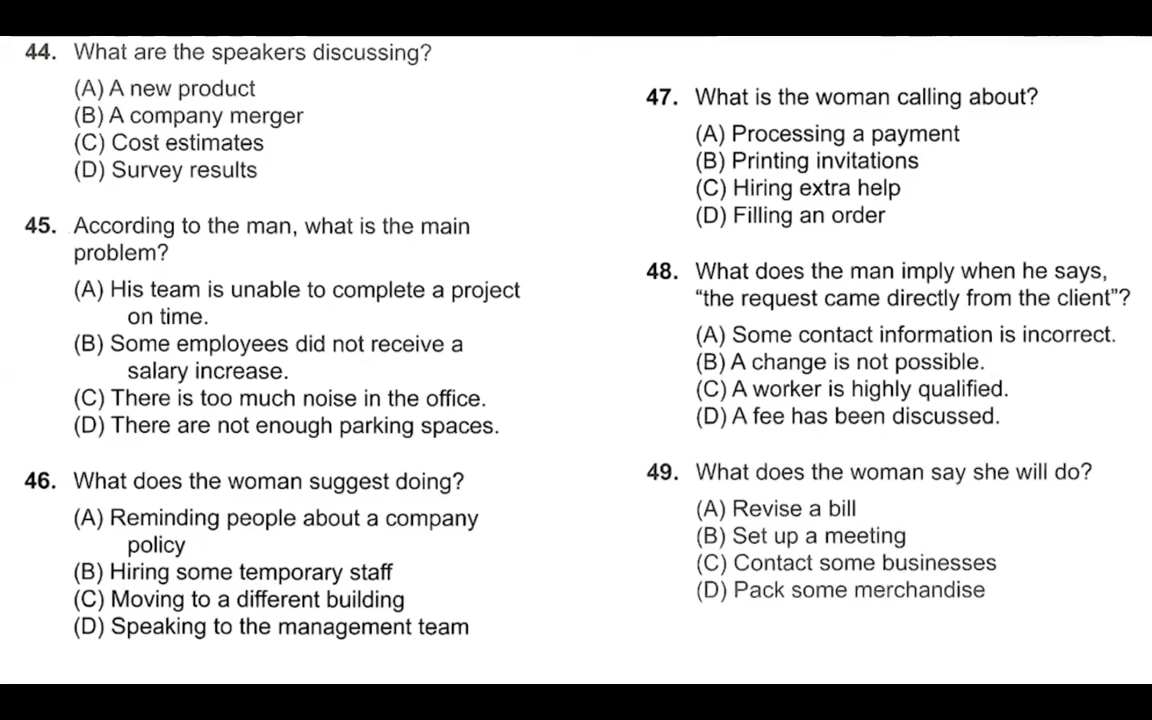 44. What are the speakers discussing?
(A) A new product
(B) A company merger
(C) Cost estimates
(D) Survey results
45. According to the man, what is the main
problem?
(A) His team is unable to complete a project
on time.
(B) Some employees did not receive a
salary increase.
(C) There is too much noise in the office.
(D) There are not enough parking spaces.
46. What does the woman suggest doing?
(A) Reminding people about a company
policy
(B) Hiring some temporary staff
(C) Moving to a different building
(D) Speaking to the management team
47. What is the woman calling about?
(A) Processing a payment
(B) Printing invitations
(C) Hiring extra help
(D) Filling an order
48. What does the man imply when he says,
“the request came directly from the client”?
(A) Some contact information is incorrect.
(B) A change is not possible.
(C) A worker is highly qualified.
(D) A fee has been discussed.
49. What does the woman say she will do?
(A) Revise a bill
(B) Set up a meeting
(C) Contact some businesses
(D) Pack some merchandise